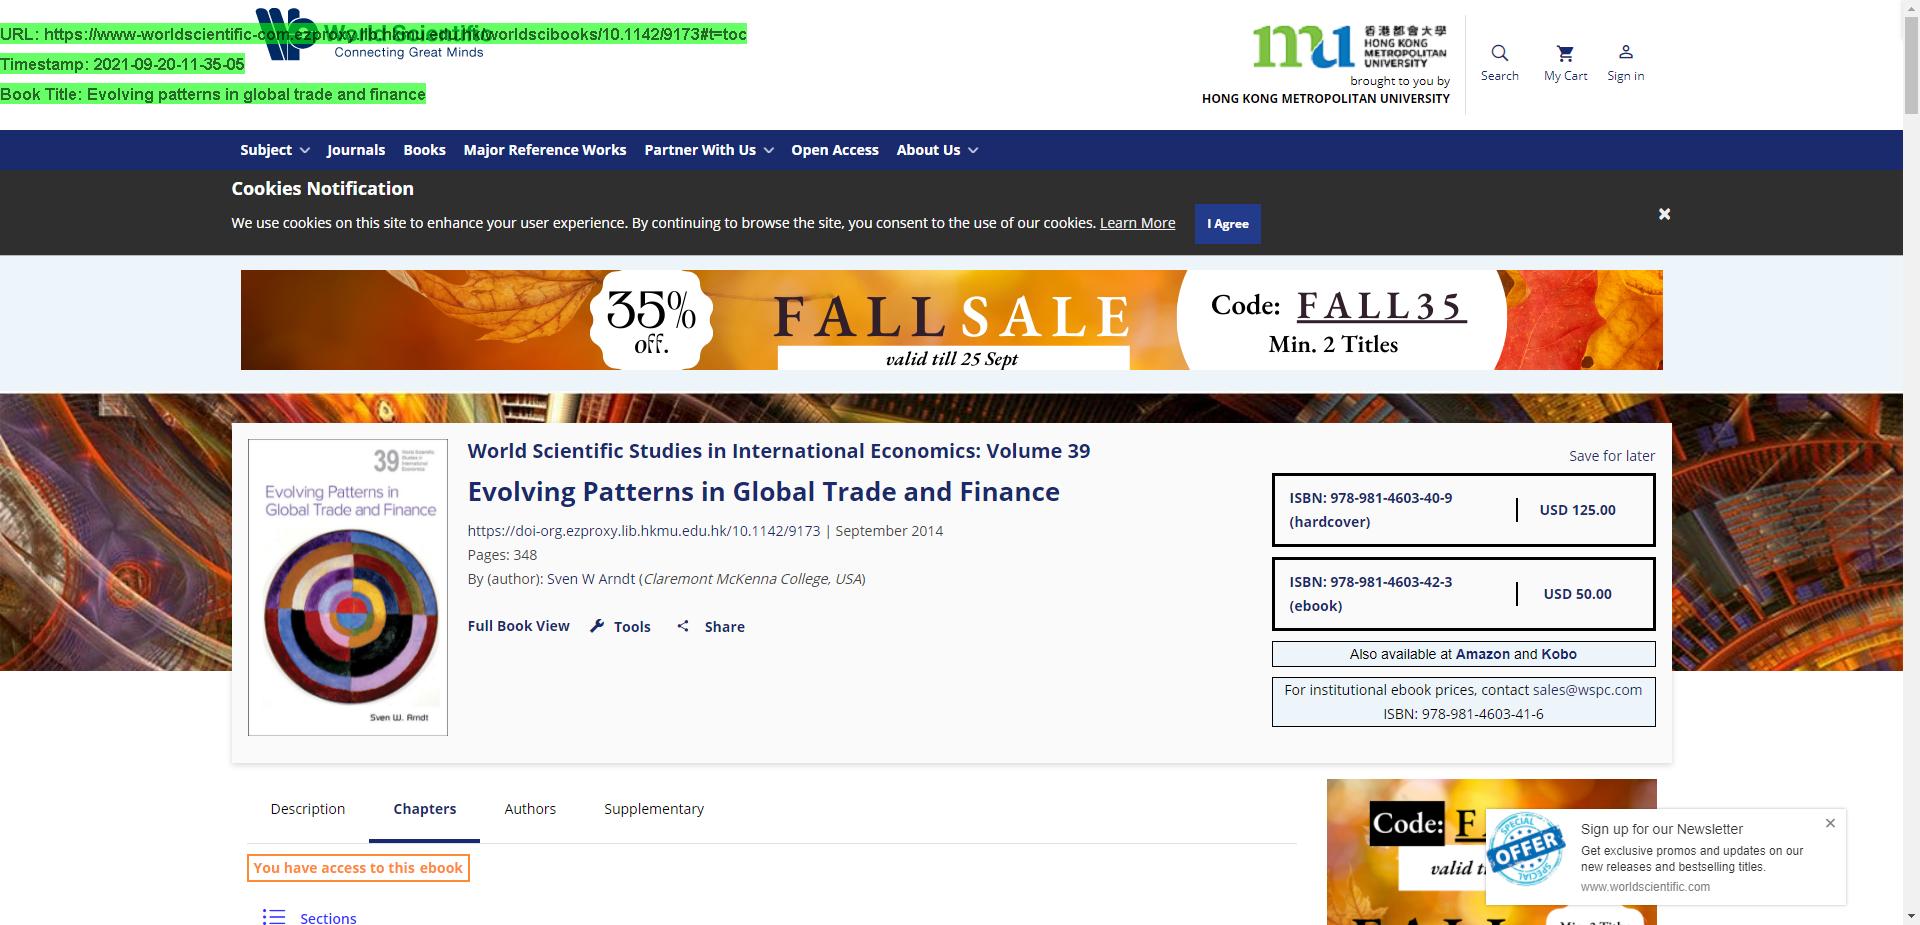 World Scientific
Connecting Great Minds
URL: https://www-worldscientific-com.ezproxy.lib.hkmu.edu.hk/worldscibooks/10.1142/9173#t=toc
Timestamp: 2021-09-20-11-35-05
Book Title: Evolving patterns in global trade and finance
mu 香港都會大學
HONG KONG
METROPOLITAN
UNIVERSITY
brought to you by
HONG KONG METROPOLITAN UNIVERSITY
Search My Cart Sign in
Subject Journals Books Major Reference Works Partner With Us Open Access About Us
Cookies Notification
We use cookies on this site to enhance your user experience. By continuing to browse the site, you consent to the use of our cookies. Learn More I Agree
35% off.
FALL SALE
valid till 25 Sept
Code: FALL35
Min. 2 Titles
39 World Scientific
Studies in
International
Economics
Evolving Patterns in
Global Trade and Finance
Sven W. Arndt
World Scientific Studies in International Economics: Volume 39
Evolving Patterns in Global Trade and Finance
https://doi-org.ezproxy.lib.hkmu.edu.hk/10.1142/9173 | September 2014
Pages: 348
By (author): Sven W Arndt (Claremont McKenna College, USA)
Full Book View Tools Share
Save for later
ISBN: 978-981-4603-40-9
(hardcover)
USD 125.00
ISBN: 978-981-4603-42-3
(ebook)
USD 50.00
Also available at Amazon and Kobo
For institutional ebook prices, contact sales@wspc.com
ISBN: 978-981-4603-41-6
Description Chapters Authors Supplementary
You have access to this ebook
Sections
Code:
valid
SPECIAL
OFFER
SPECIAL
Sign up for our Newsletter
Get exclusive promos and updates on our
new releases and bestselling titles.
www.worldscientific.com